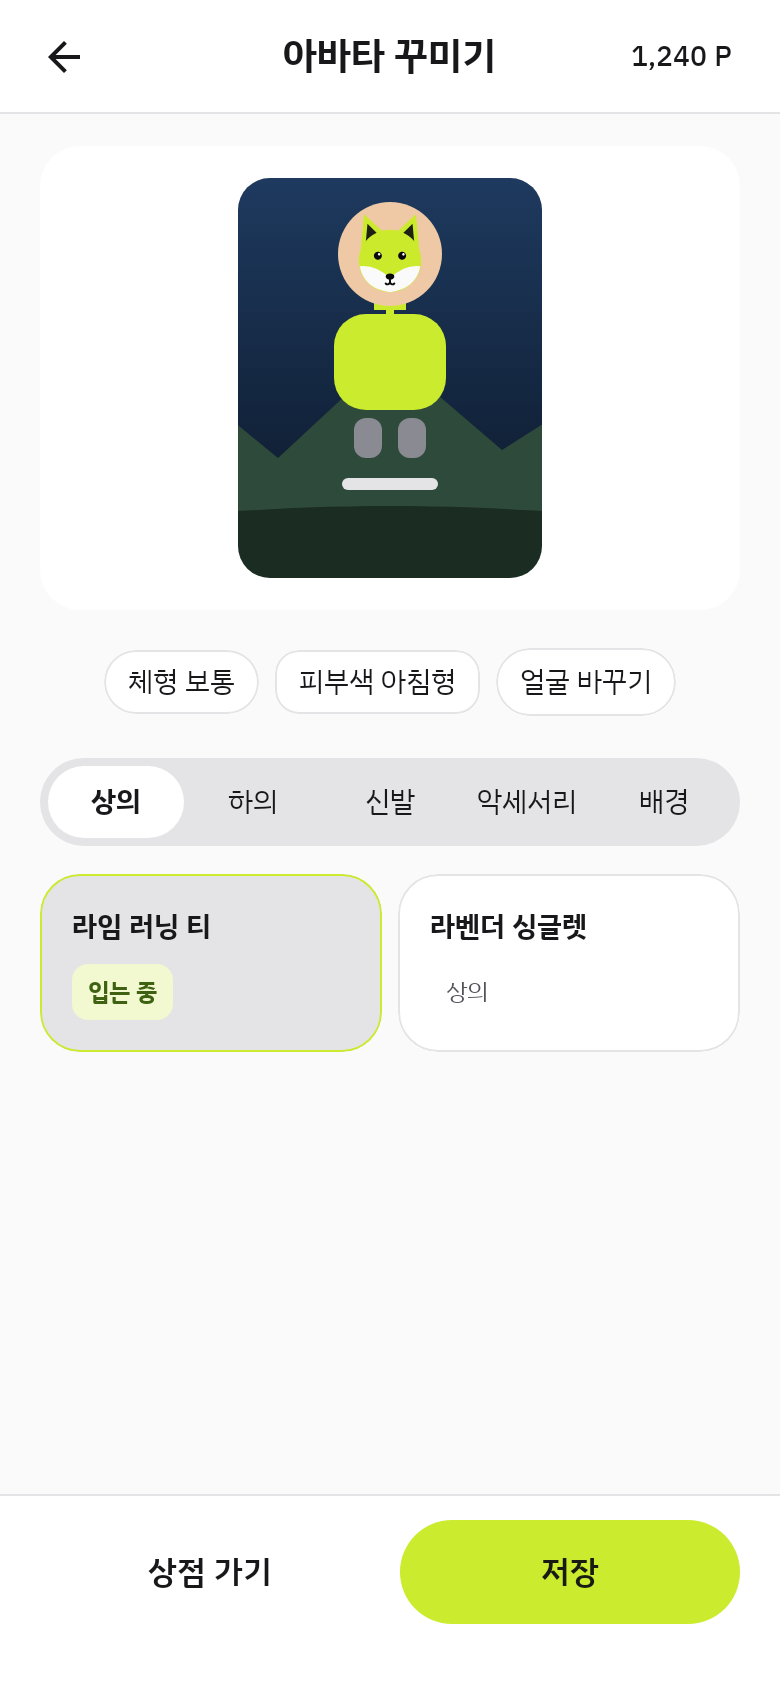 아바타 꾸미기
1,240 P
체형 보통
피부색 아침형
얼굴 바꾸기
상의
하의
신발
악세서리
배경
라임 러닝 티
입는 중
라벤더 싱글렛
상의
상점 가기
저장